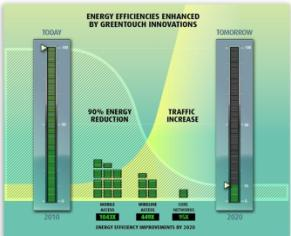 ENERGY EFFICIENCIES ENHANCED
BY GREENTOUCH INNOVATIONS
TODAY
TOMORROW
90% ENERGY
REDUCTION
TRAFFIC
INCREASE
MOBILE
ACCESS
WIRELINE
ACCESS
CORE
NETWORKS
1043X
449X
95X
2010
2020
ENERGY EFFICIENCY IMPROVEMENTS BY 2020